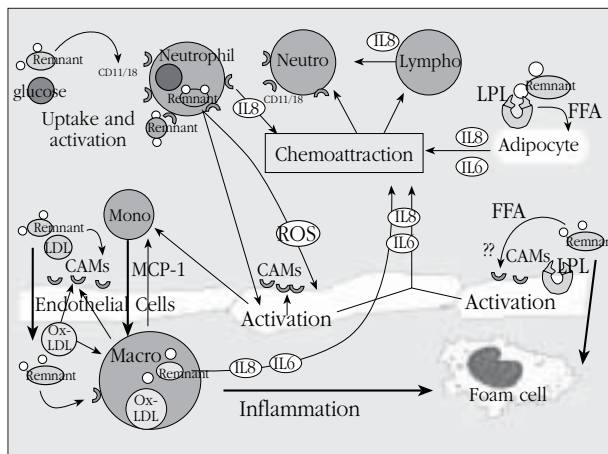 Remnant
CD11/18
glucose
Uptake and
activation
Neutrophil
Remnant
Remnant
IL8
Neutro
CD11/18
IL8
Lympho
Chemoattraction
LPL
Remnant
FFA
IL8
IL6
Adipocyte
Remnant
LDL
CAMs
Mono
MCP-1
Endothelial Cells
ROS
CAMs
Activation
IL8
IL6
FFA
??
CAMs
Remnant
LPL
Activation
Ox-
LDL
Remnant
Macro
Remnant
Ox-
LDL
IL8
IL6
Inflammation
Foam cell